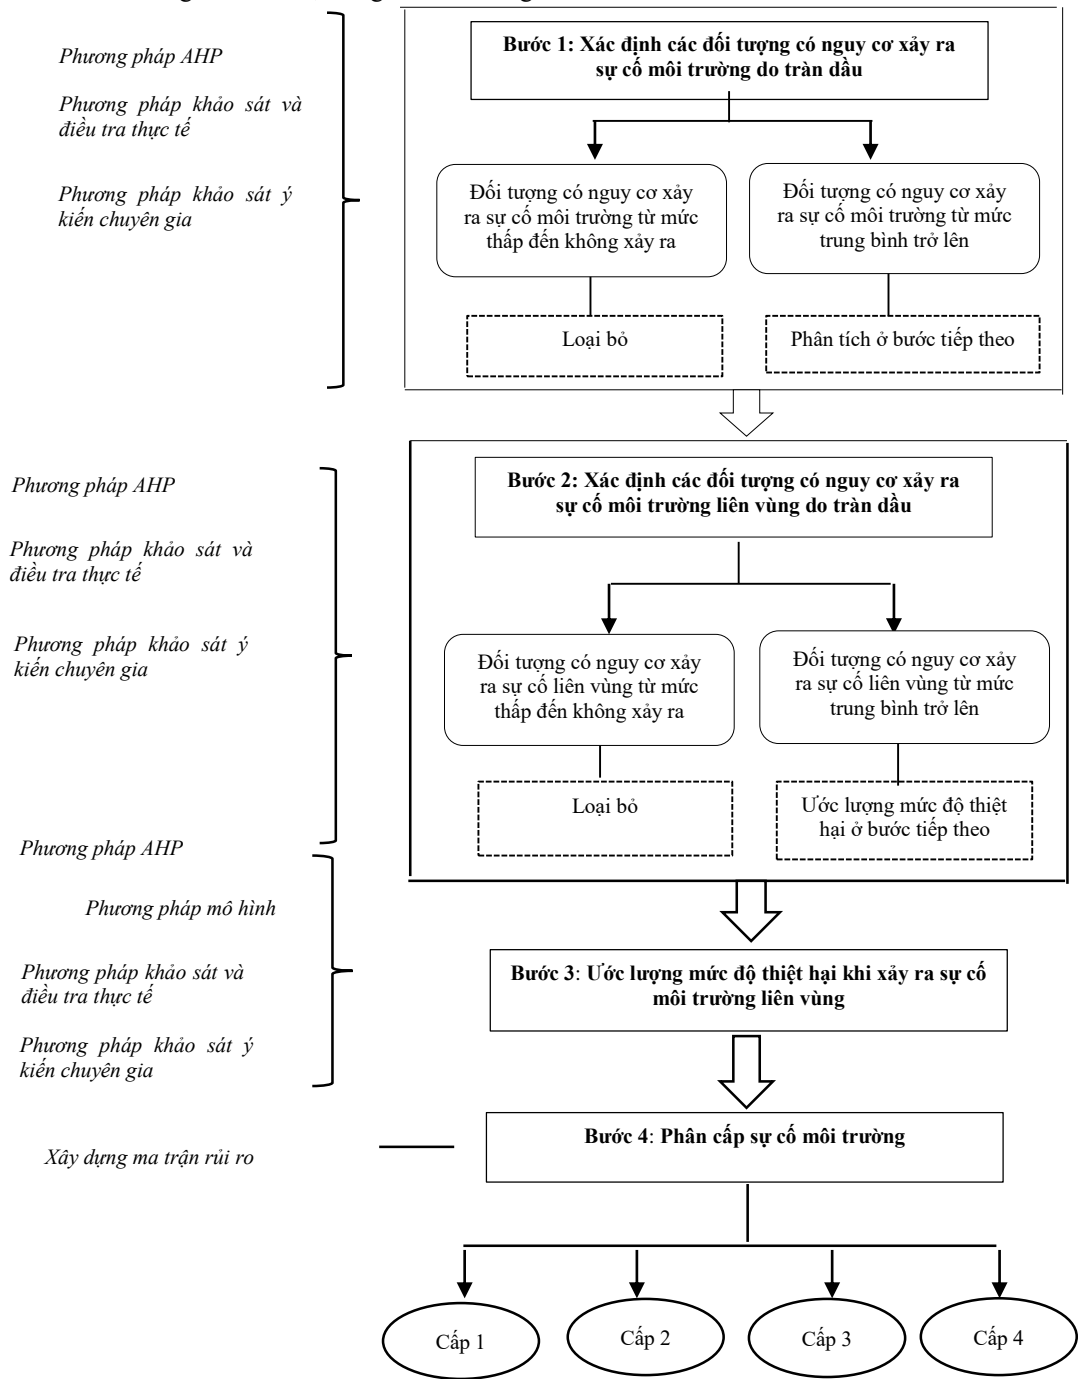 Phương pháp AHP
Phương pháp khảo sát và
điều tra thực tế
Phương pháp khảo sát ý
kiến chuyên gia
Bước 1: Xác định các đối tượng có nguy cơ xảy ra
sự cố môi trường do tràn dầu
Đối tượng có nguy cơ xảy
ra sự cố môi trường từ mức
thấp đến không xảy ra
Đối tượng có nguy cơ xảy
ra sự cố môi trường từ mức
trung bình trở lên
Loại bỏ
Phân tích ở bước tiếp theo
Phương pháp AHP
Phương pháp khảo sát và
điều tra thực tế
Phương pháp khảo sát ý
kiến chuyên gia
Bước 2: Xác định các đối tượng có nguy cơ xảy ra
sự cố môi trường liên vùng do tràn dầu
Đối tượng có nguy cơ xảy
ra sự cố liên vùng từ mức
thấp đến không xảy ra
Đối tượng có nguy cơ xảy
ra sự cố liên vùng từ mức
trung bình trở lên
Loại bỏ
Ước lượng mức độ thiệt
hại ở bước tiếp theo
Phương pháp AHP
Phương pháp mô hình
Phương pháp khảo sát và
điều tra thực tế
Phương pháp khảo sát ý
kiến chuyên gia
Bước 3: Ước lượng mức độ thiệt hại khi xảy ra sự cố
môi trường liên vùng
Xây dựng ma trận rủi ro
Bước 4: Phân cấp sự cố môi trường
Cấp 1
Cấp 2
Cấp 3
Cấp 4